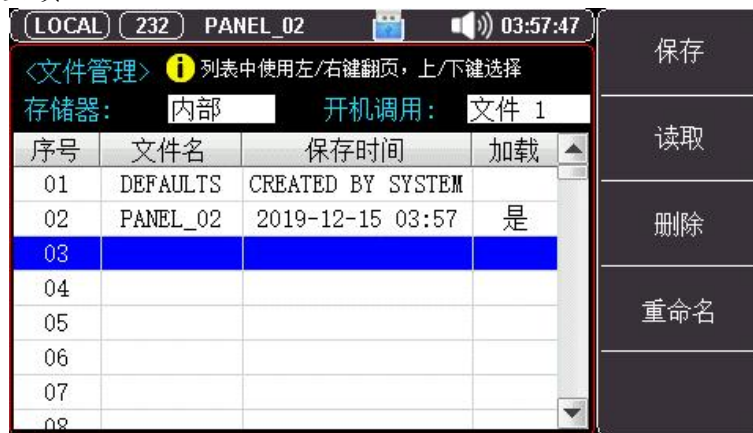 LOCAL 232 PANEL_02 03:57:47
<文件管理> i 列表中使用左/右键翻页，上/下键选择
存储器： 内部 开机调用： 文件 1
序号 文件名 保存时间 加载
01 DEFAULTS CREATED BY SYSTEM
02 PANEL_02 2019-12-15 03:57 是
03
04
05
06
07
08
保存
读取
删除
重命名